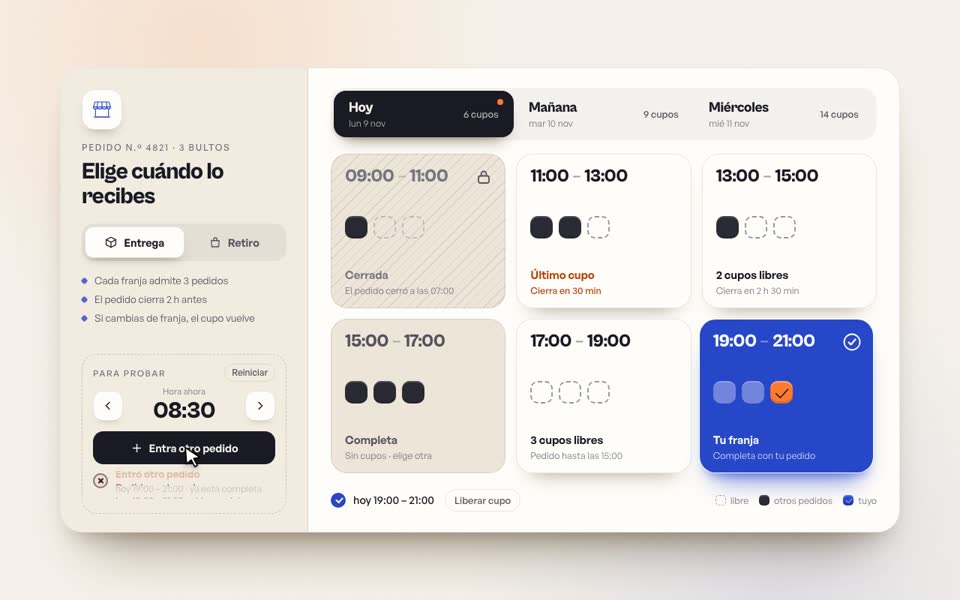 PEDIDO N.º 4821 · 3 BULTOS
Elige cuándo lo
recibes
Entrega
Retiro
Cada franja admite 3 pedidos
El pedido cierra 2 h antes
Si cambias de franja, el cupo vuelve
PARA PROBAR
Reiniciar
Hora ahora
08:30
+ Entra otro pedido
Entró otro pedido
hoy 19:00 – 21:00 · ya está completa
Hoy
lun 9 nov
6 cupos
Mañana
mar 10 nov
9 cupos
Miércoles
mié 11 nov
14 cupos
09:00 – 11:00
Cerrada
El pedido cerró a las 07:00
11:00 – 13:00
Último cupo
Cierra en 30 min
13:00 – 15:00
2 cupos libres
Cierra en 2 h 30 min
15:00 – 17:00
Completa
Sin cupos · elige otra
17:00 – 19:00
3 cupos libres
Pedido hasta las 15:00
19:00 – 21:00
Tu franja
Completa con tu pedido
hoy 19:00 – 21:00
Liberar cupo
libre
otros pedidos
tuyo